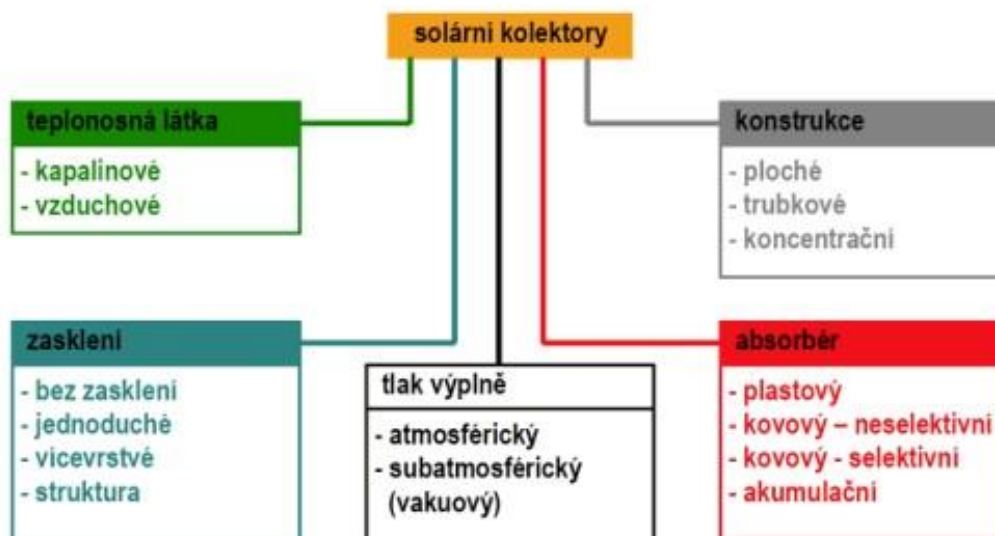 solární kolektory
teplonosná látka
- kapalinové
- vzduchové
konstrukce
- ploché
- trubkové
- koncentrační
zasklení
- bez zasklení
- jednoduché
- vícevrstvé
- struktura
tlak výplně
- atmosférický
- subatmosférický
(vakuový)
absorbér
- plastový
- kovový – neselektivní
- kovový - selektivní
- akumulační